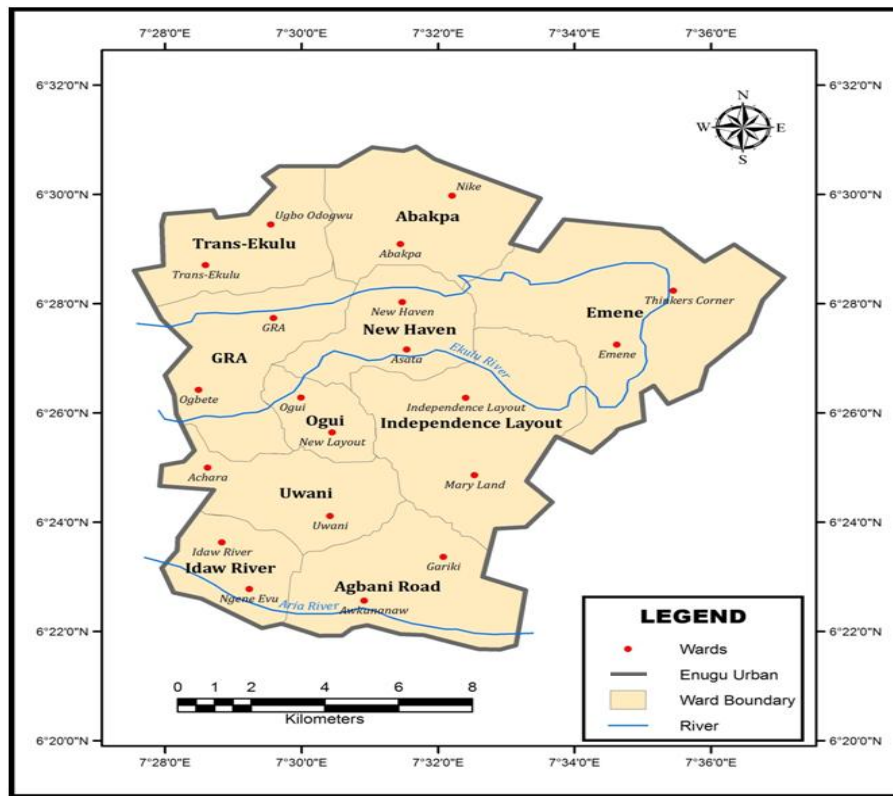 7°28'0"E 7°30'0"E 7°32'0"E 7°34'0"E 7°36'0"E
6°32'0"N 6°32'0"N
N
W E
S
6°30'0"N 6°30'0"N
Nike
Ugbo Odogwu
Abakpa
Trans-Ekulu
Abakpa
Trans-Ekulu
6°28'0"N 6°28'0"N
Thinkers Corner
New Haven
Emene
GRA
New Haven
GRA
Ekulu River
Asata
Emene
Ogbete
6°26'0"N 6°26'0"N
Ogui
Independence Layout
Ogui
Independence Layout
New Layout
Achara
Mary Land
Uwani
6°24'0"N 6°24'0"N
Uwani
Idaw River
Gariki
Idaw River
Agbani Road
Ngene Evu
Aria River
Awkananaw
6°22'0"N 6°22'0"N
LEGEND
Wards
Enugu Urban
Ward Boundary
River
0 1 2 4 6 8
Kilometers
6°20'0"N 6°20'0"N
7°28'0"E 7°30'0"E 7°32'0"E 7°34'0"E 7°36'0"E